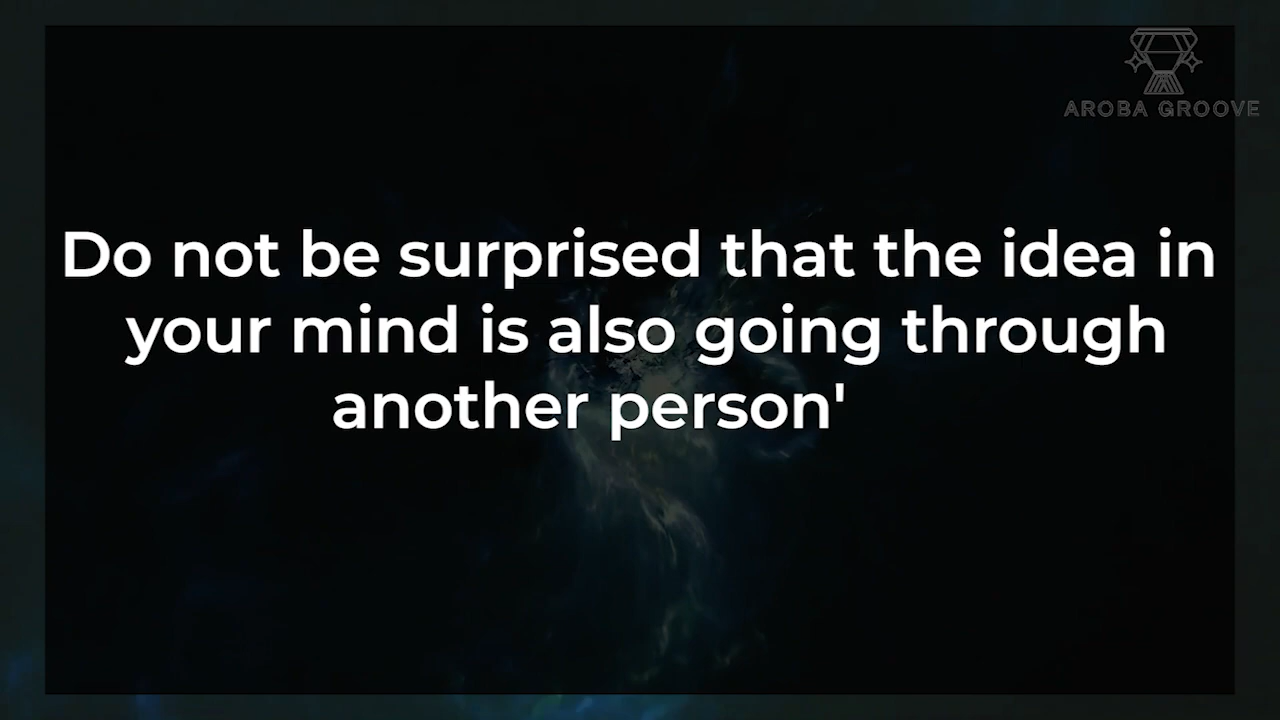 AROBA GROOVE
Do not be surprised that the idea in
your mind is also going through
another person'